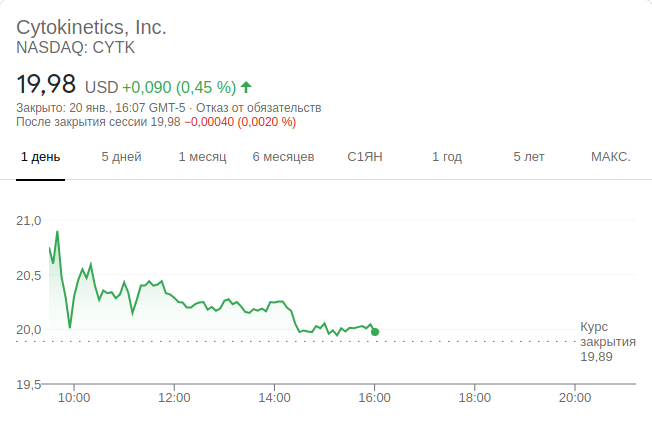 Cytokinetics, Inc.
NASDAQ: CYTK
19,98 USD +0,090 (0,45 %)
Закрыто: 20 янв., 16:07 GMT-5 · Отказ от обязательств
После закрытия сессии 19,98 −0,00040 (0,0020 %)
1 день 5 дней 1 месяц 6 месяцев С1ЯН 1 год 5 лет МАКС.
21,0
20,5
20,0
Курс
закрытия
19,89
19,5
10:00 12:00 14:00 16:00 18:00 20:00